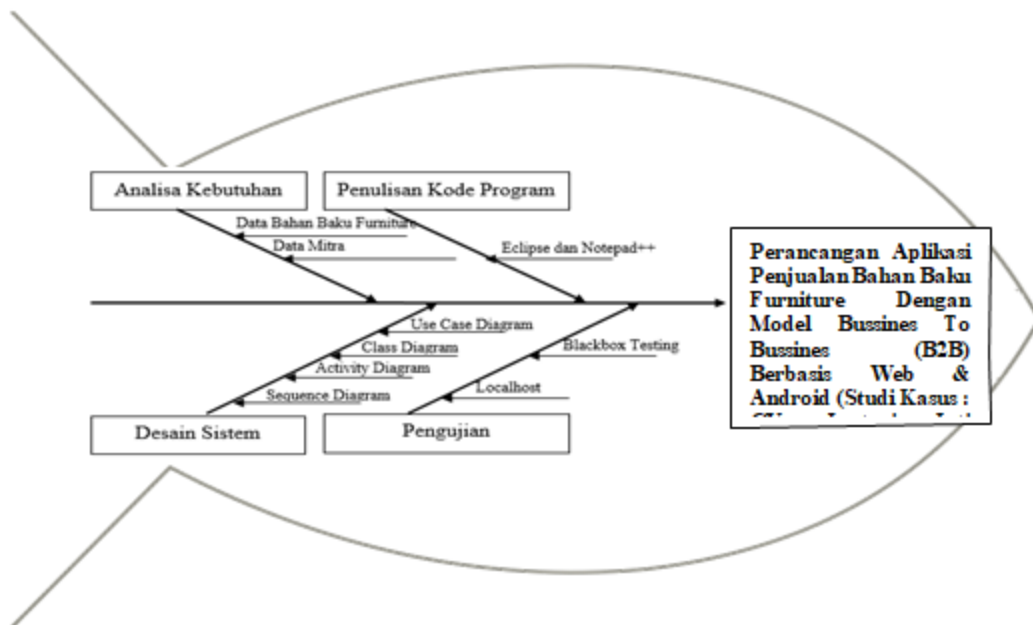 Analisa Kebutuhan
Penulisan Kode Program
Data Bahan Baku Furniture
Data Mitra
Eclipse dan Notepad++
Perancangan Aplikasi
Penjualan Bahan Baku
Furniture Dengan
Model Bussines To
Bussines (B2B)
Berbasis Web &
Android (Studi Kasus :
Use Case Diagram
Class Diagram
Activity Diagram
Sequence Diagram
Blackbox Testing
Localhost
Desain Sistem
Pengujian